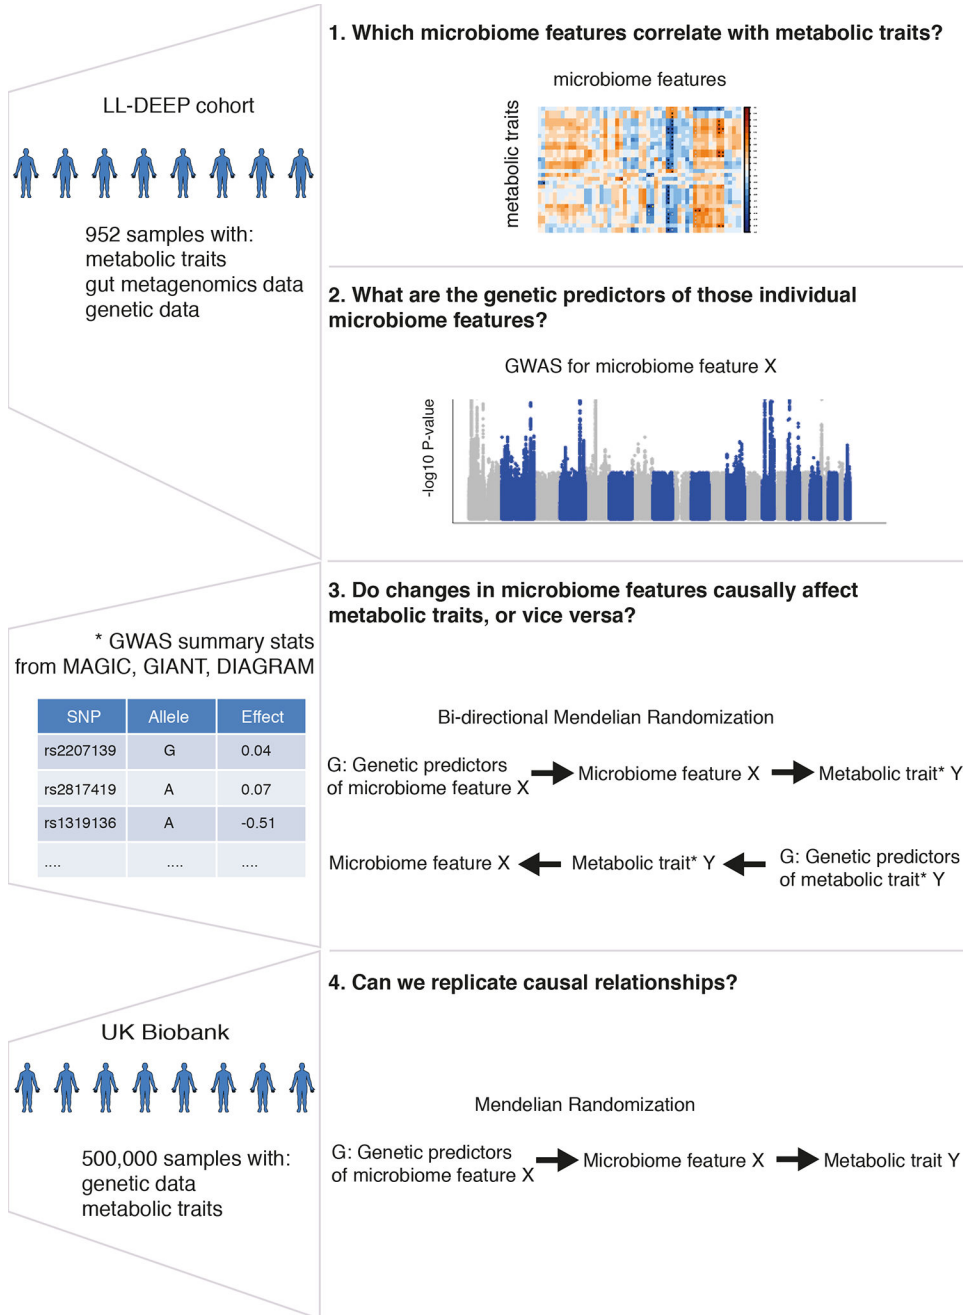 1. Which microbiome features correlate with metabolic traits?
LL-DEEP cohort
952 samples with:
metabolic traits
gut metagenomics data
genetic data
microbiome features
metabolic traits
2. What are the genetic predictors of those individual
microbiome features?
GWAS for microbiome feature X
-log10 P-value
3. Do changes in microbiome features causally affect
metabolic traits, or vice versa?
* GWAS summary stats
from MAGIC, GIANT, DIAGRAM
SNP Allele Effect
rs2207139 G 0.04
rs2817419 A 0.07
rs1319136 A -0.51
.... .... ....
Bi-directional Mendelian Randomization
G: Genetic predictors
of microbiome feature X
Microbiome feature X
Metabolic trait* Y
Microbiome feature X
Metabolic trait* Y
G: Genetic predictors
of metabolic trait* Y
4. Can we replicate causal relationships?
UK Biobank
500,000 samples with:
genetic data
metabolic traits
Mendelian Randomization
G: Genetic predictors
of microbiome feature X
Microbiome feature X
Metabolic trait Y